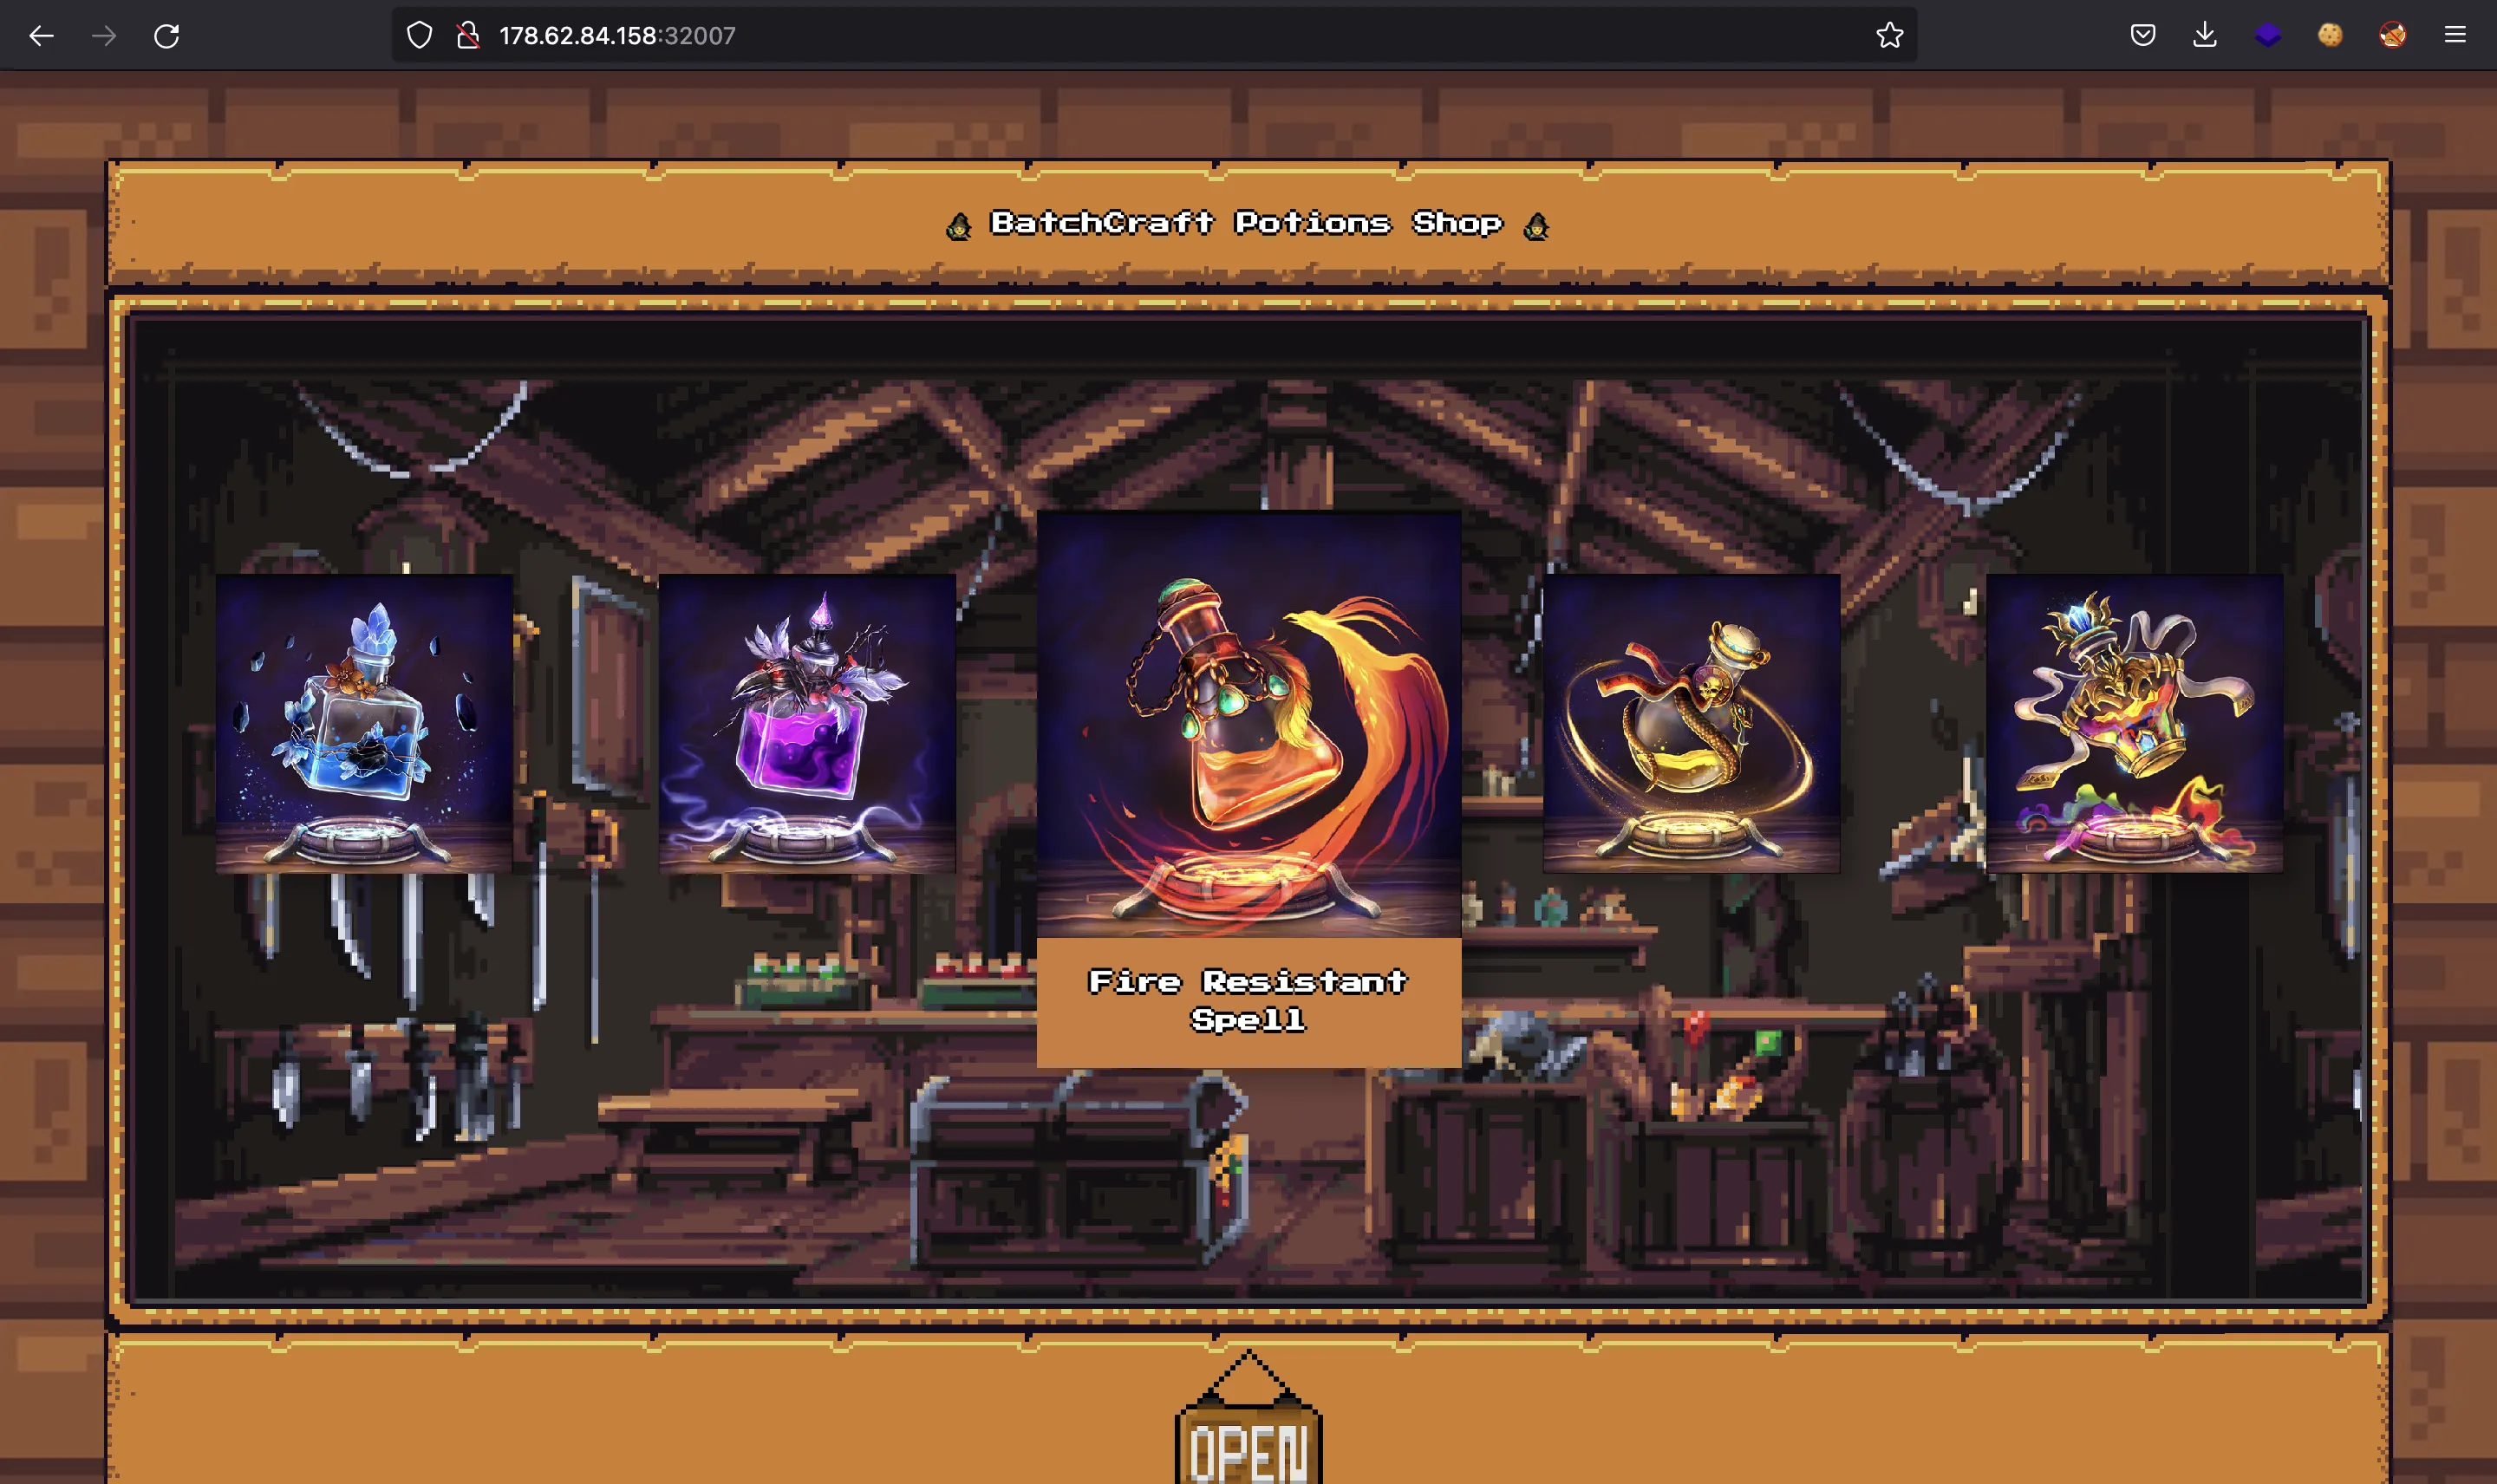 178.62.84.158:32007
BatchCraft Potions Shop
Fire Resistant
Spell
OPEN